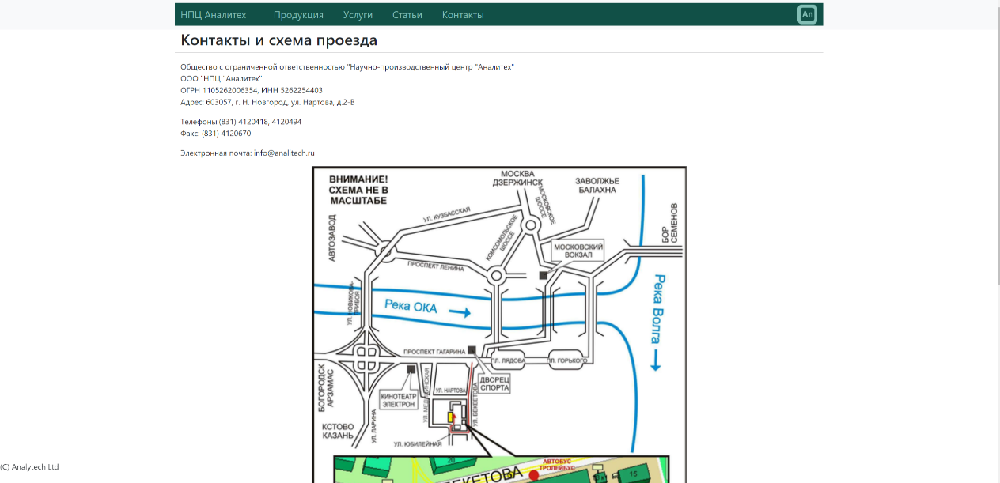 НПЦ Аналитех Продукция Услуги Статьи Контакты An
Контакты и схема проезда
Общество с ограниченной ответственностью "Научно-производственный центр "Аналитех"
ООО "НПЦ "Аналитех"
ОГРН 1105262006354, ИНН 5262254403
Адрес: 603057, г. Н. Новгород, ул. Нартова, д.2-В
Телефоны:(831) 4120418, 4120494
Факс: (831) 4120670
Электронная почта: info@analitech.ru
ВНИМАНИЕ!
СХЕМА НЕ В
МАСШТАБЕ
МОСКВА
ДЗЕРЖИНСК
ЗАВОЛЖЬЕ
БАЛАХНА
МОСКОВСКОЕ
ШОССЕ
УЛ. КУЗБАССКАЯ
БОР
СЕМЕНОВ
АВТОЗАВОД
КОМСОМОЛЬСКОЕ
ШОССЕ
МОСКОВСКИЙ
ВОКЗАЛ
ПРОСПЕКТ ЛЕНИНА
УЛ. НОВИКОВА-
ПРИБОЯ
Река ОКА
Река Волга
ПРОСПЕКТ ГАГАРИНА
ПЛ. ЛЯДОВА
ПЛ. ГОРЬКОГО
БОГОРОДСК
АРЗАМАС
КИНОТЕАТР
ЭЛЕКТРОН
УЛ. НАРТОВА
ДВОРЕЦ
СПОРТА
УЛ. БЕКЕТОВА
КСТОВО
КАЗАНЬ
УЛ. ЛАРИНА
УЛ. ЮБИЛЕЙНАЯ
20
АВТОБУС
ТРОЛЕЙБУС
БЕКЕТОВА
15
(C) Analytech Ltd